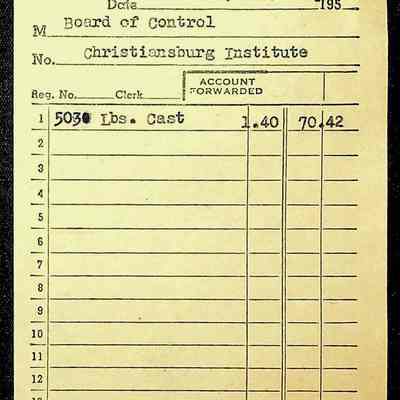 Date 195
M Board of Control
No. Christiansburg Institute
Reg. No. Clerk ACCOUNT FORWARDED
1 5030 Lbs. Cast 1.40 70.42
2
3
4
5
6
7
8
9
10
11
12